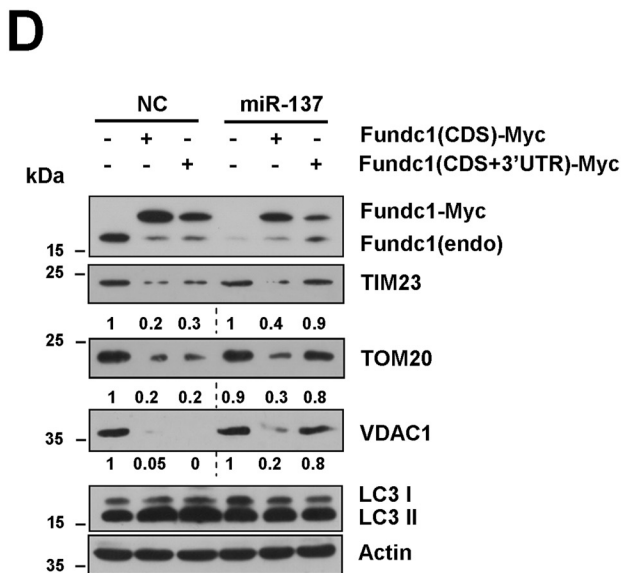 D
NC miR-137
- + - - + - Fundc1(CDS)-Myc
- - + - - + Fundc1(CDS+3'UTR)-Myc
kDa
Fundc1-Myc
15 Fundc1(endo)
25 TIM23
1 0.2 0.3 1 0.4 0.9
25 TOM20
1 0.2 0.2 0.9 0.3 0.8
35 VDAC1
1 0.05 0 1 0.2 0.8
LC3 I
15 LC3 II
35 Actin